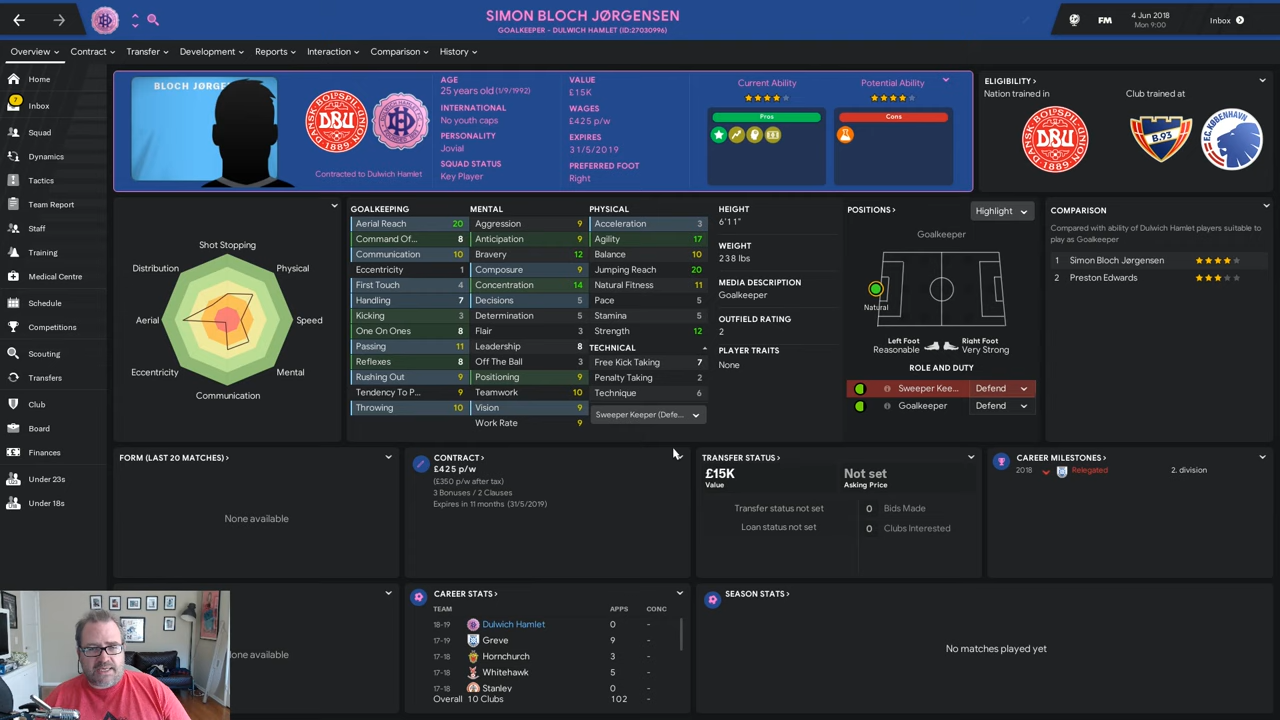 SIMON BLOCH JØRGENSEN
GOALKEEPER - DULWICH HAMLET (ID:27030996)
FM
4 Jun 2018
Mon 9:00
Inbox
Overview
Contract
Transfer
Development
Reports
Interaction
Comparison
History
Home
7
Inbox
Squad
Dynamics
Tactics
Team Report
Staff
Training
Medical Centre
Schedule
Competitions
Scouting
Transfers
Club
Board
Finances
Under 23s
Under 18s
BLOCH JØRGE
DANSK BOLDSPIL-UNION
DBU
1889
HD
Contracted to Dulwich Hamlet
AGE
25 years old (1/9/1992)
INTERNATIONAL
No youth caps
PERSONALITY
Jovial
SQUAD STATUS
Key Player
VALUE
£15K
WAGES
£425 p/w
EXPIRES
31/5/2019
PREFERRED FOOT
Right
Current Ability
Pros
Potential Ability
Cons
ELIGIBILITY >
Nation trained in
DANSK BOLDSPIL-UNION
DBU
1889
Club trained at
B.93
F.C. KØBENHAVN
Shot Stopping
Physical
Speed
Mental
Communication
Eccentricity
Aerial
Distribution
GOALKEEPING
Aerial Reach 20
Command Of... 8
Communication 10
Eccentricity 1
First Touch 4
Handling 7
Kicking 3
One On Ones 8
Passing 11
Reflexes 8
Rushing Out 9
Tendency To P... 9
Throwing 10
MENTAL
Aggression 9
Anticipation 9
Bravery 12
Composure 9
Concentration 14
Decisions 5
Determination 5
Flair 3
Leadership 8
Off The Ball 3
Positioning 9
Teamwork 10
Vision 9
Work Rate 9
PHYSICAL
Acceleration 3
Agility 17
Balance 10
Jumping Reach 20
Natural Fitness 11
Pace 5
Stamina 5
Strength 12
TECHNICAL
Free Kick Taking 7
Penalty Taking 2
Technique 6
Sweeper Keeper (Defe...
HEIGHT
6'11"
WEIGHT
238 lbs
MEDIA DESCRIPTION
Goalkeeper
OUTFIELD RATING
2
PLAYER TRAITS
None
POSITIONS >
Highlight
Goalkeeper
Natural
Left Foot
Reasonable
Right Foot
Very Strong
ROLE AND DUTY
Sweeper Kee... Defend
Goalkeeper Defend
COMPARISON
Compared with ability of Dulwich Hamlet players suitable
to play as Goalkeeper
1 Simon Bloch Jørgensen
2 Preston Edwards
FORM (LAST 20 MATCHES) >
None available
CONTRACT >
£425 p/w
(£350 p/w after tax)
3 Bonuses / 2 Clauses
Expires in 11 months (31/5/2019)
TRANSFER STATUS >
£15K
Value
Not set
Asking Price
Transfer status not set
0 Bids Made
Loan status not set
0 Clubs Interested
CAREER MILESTONES >
2018 Relegated 2. division
one available
CAREER STATS >
TEAM APPS CONC
18-19 Dulwich Hamlet 0 -
17-19 Greve 9 -
17-18 Hornchurch 3 -
17-18 Whitehawk 5 -
17-18 Stanley 0 -
Overall 10 Clubs 102 -
SEASON STATS >
No matches played yet